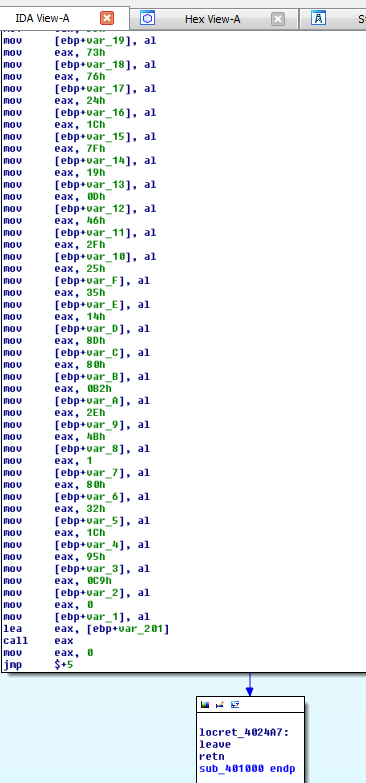 IDA View-A Hex View-A
mov [ebp+var_19], al
mov eax, 73h
mov [ebp+var_18], al
mov eax, 76h
mov [ebp+var_17], al
mov eax, 24h
mov [ebp+var_16], al
mov eax, 1Ch
mov [ebp+var_15], al
mov eax, 7Fh
mov [ebp+var_14], al
mov eax, 19h
mov [ebp+var_13], al
mov eax, 0Dh
mov [ebp+var_12], al
mov eax, 46h
mov [ebp+var_11], al
mov eax, 2Fh
mov [ebp+var_10], al
mov eax, 25h
mov [ebp+var_F], al
mov eax, 35h
mov [ebp+var_E], al
mov eax, 14h
mov [ebp+var_D], al
mov eax, 8Dh
mov [ebp+var_C], al
mov eax, 80h
mov [ebp+var_B], al
mov eax, 0B2h
mov [ebp+var_A], al
mov eax, 2Eh
mov [ebp+var_9], al
mov eax, 4Bh
mov [ebp+var_8], al
mov eax, 1
mov [ebp+var_7], al
mov eax, 80h
mov [ebp+var_6], al
mov eax, 32h
mov [ebp+var_5], al
mov eax, 1Ch
mov [ebp+var_4], al
mov eax, 95h
mov [ebp+var_3], al
mov eax, 0C9h
mov [ebp+var_2], al
mov eax, 0
mov [ebp+var_1], al
lea eax, [ebp+var_201]
call eax
mov eax, 0
jmp $+5
locret_4024A7:
leave
retn
sub_401000 endp